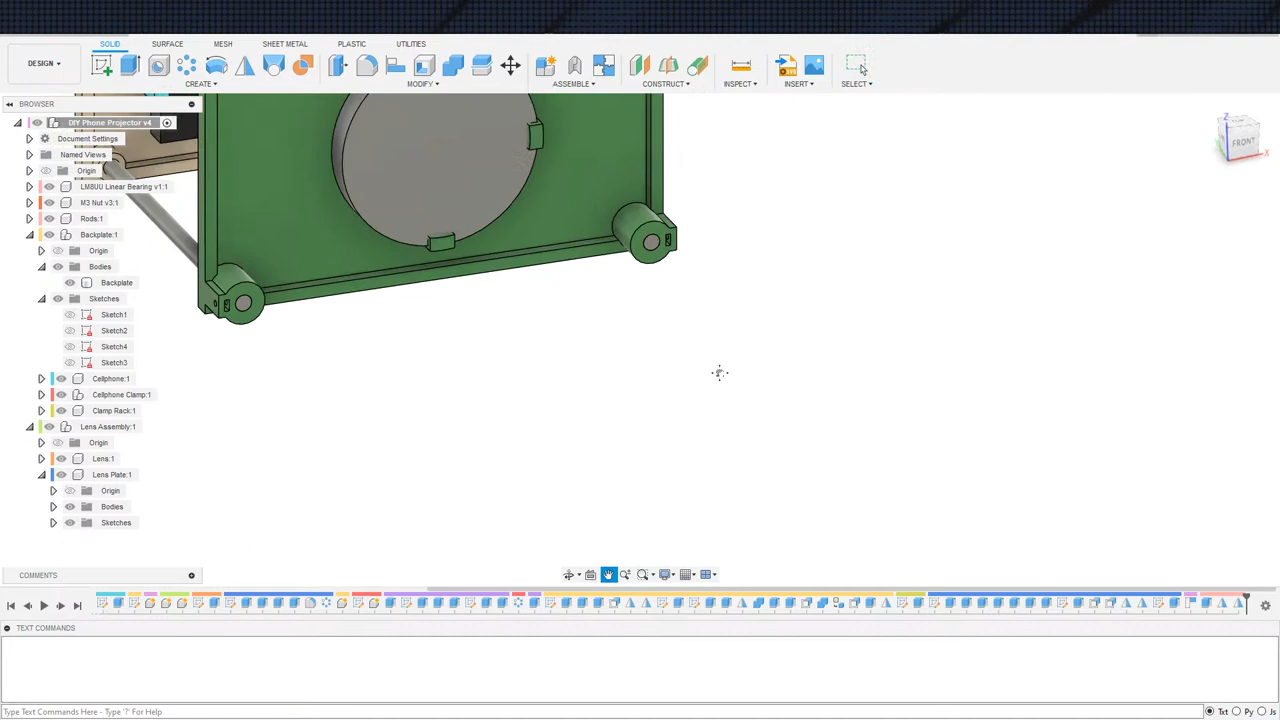 SOLID SURFACE MESH SHEET METAL PLASTIC UTILITIES
DESIGN
CREATE MODIFY ASSEMBLE CONSTRUCT INSPECT INSERT SELECT
BROWSER
DIY Phone Projector v4
Document Settings
Named Views
Origin
LM8UU Linear Bearing v1:1
M3 Nut v3:1
Rods:1
Backplate:1
Origin
Bodies
Backplate
Sketches
Sketch1
Sketch2
Sketch4
Sketch3
Cellphone:1
Cellphone Clamp:1
Clamp Rack:1
Lens Assembly:1
Origin
Lens:1
Lens Plate:1
Origin
Bodies
Sketches
Z
FRONT
X
COMMENTS
TEXT COMMANDS
Type Text Commands Here - Type '?' For Help
Txt Py Js